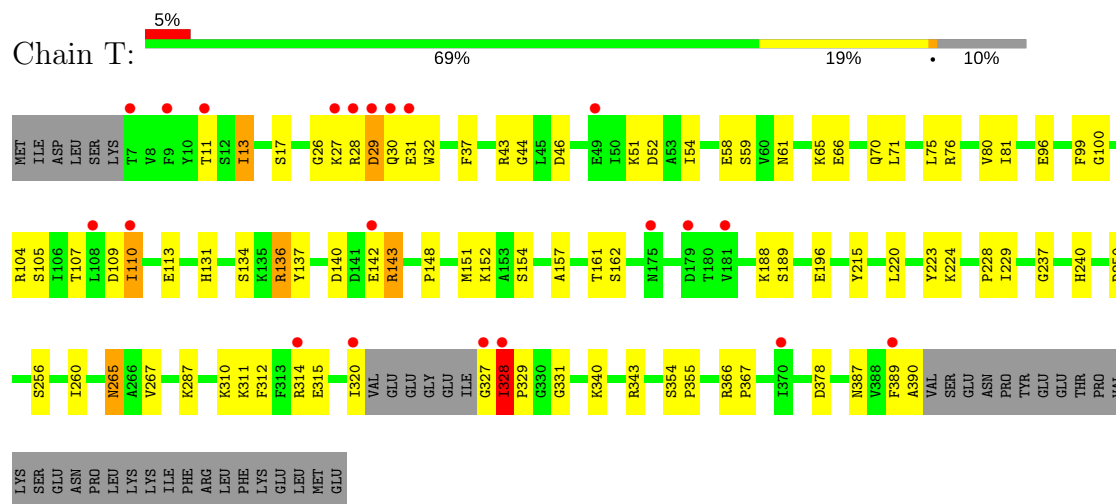 5%
Chain T:
69% 19% • 10%
MET ILE ASP LEU SER LYS T7 V8 F9 Y10 T11 S12 I13 S17 G26 K27 R28 D29 Q30 E31 W32 F37 R43 G44 L45 D46 E49 I50 K51 D52 A53 I54 E58 S59 V60 N61 K65 E66 Q70 L71 L75 R76 V80 I81 E96 F99 G100
R104 S105 I106 T107 L108 D109 I110 E113 H131 S134 K135 R136 Y137 D140 D141 E142 R143 P148 M151 K152 A153 S154 A157 T161 S162 N175 D179 T180 V181 K188 S189 E196 Y215 L220 Y223 K224 P228 I229 G237 H240
S256 I260 N265 A266 V267 K287 K310 K311 F312 F313 R314 E315 I320 VAL GLU GLU GLY GLU ILE G327 I328 P329 G330 G331 K340 R343 S354 P355 R366 P367 I370 D378 N387 V388 F389 A390 VAL SER GLU ASN PRO TYR GLU GLU THR PRO VAL
LYS SER GLU ASN PRO LEU LYS LYS ILE PHE ARG LEU PHE LYS GLU LEU MET GLU